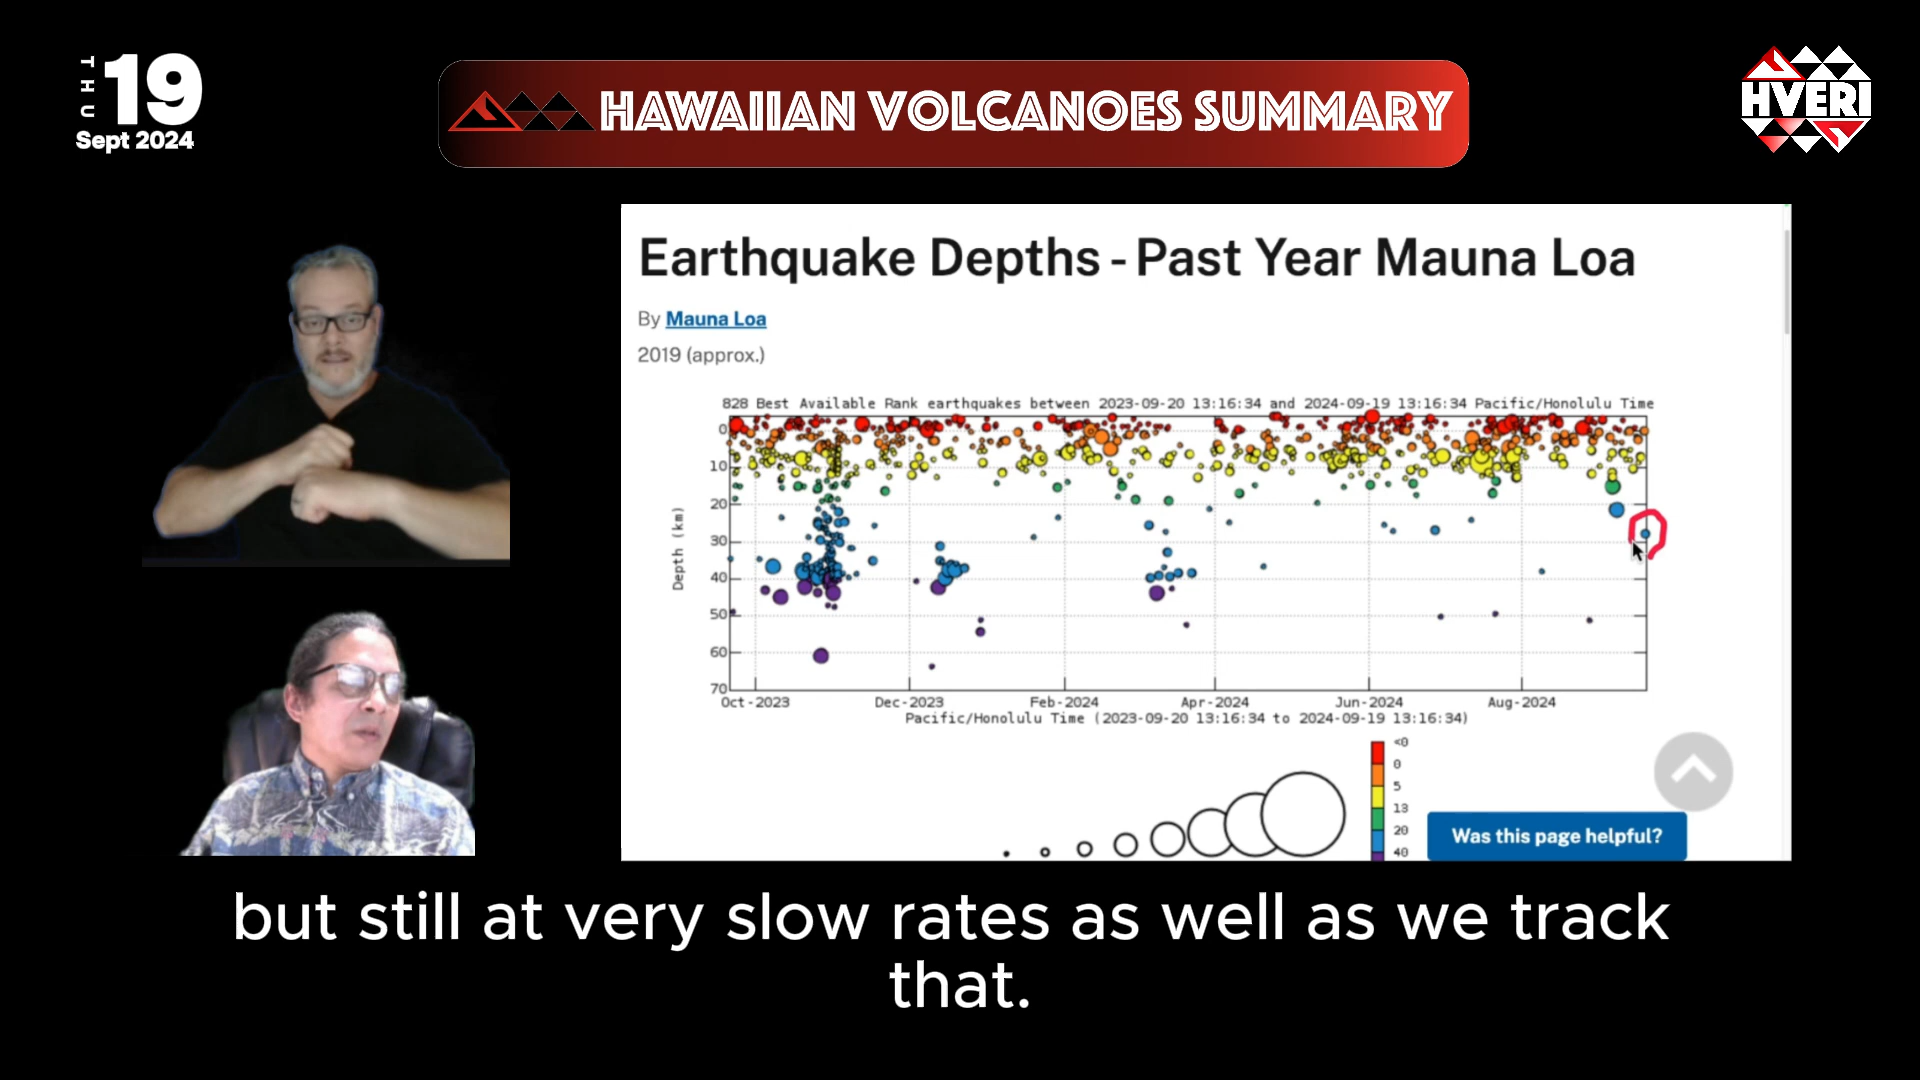 THU
19
Sept 2024
HAWAIIAN VOLCANOES SUMMARY
HVERI
Earthquake Depths - Past Year Mauna Loa
By Mauna Loa
2019 (approx.)
828 Best Available Rank earthquakes between 2023-09-20 13:16:34 and 2024-09-19 13:16:34 Pacific/Honolulu Time
Depth (km)
0
10
20
30
40
50
60
70
Oct-2023 Dec-2023 Feb-2024 Apr-2024 Jun-2024 Aug-2024
Pacific/Honolulu Time (2023-09-20 13:16:34 to 2024-09-19 13:16:34)
<0
0
5
13
20
40
Was this page helpful?
but still at very slow rates as well as we track
that.